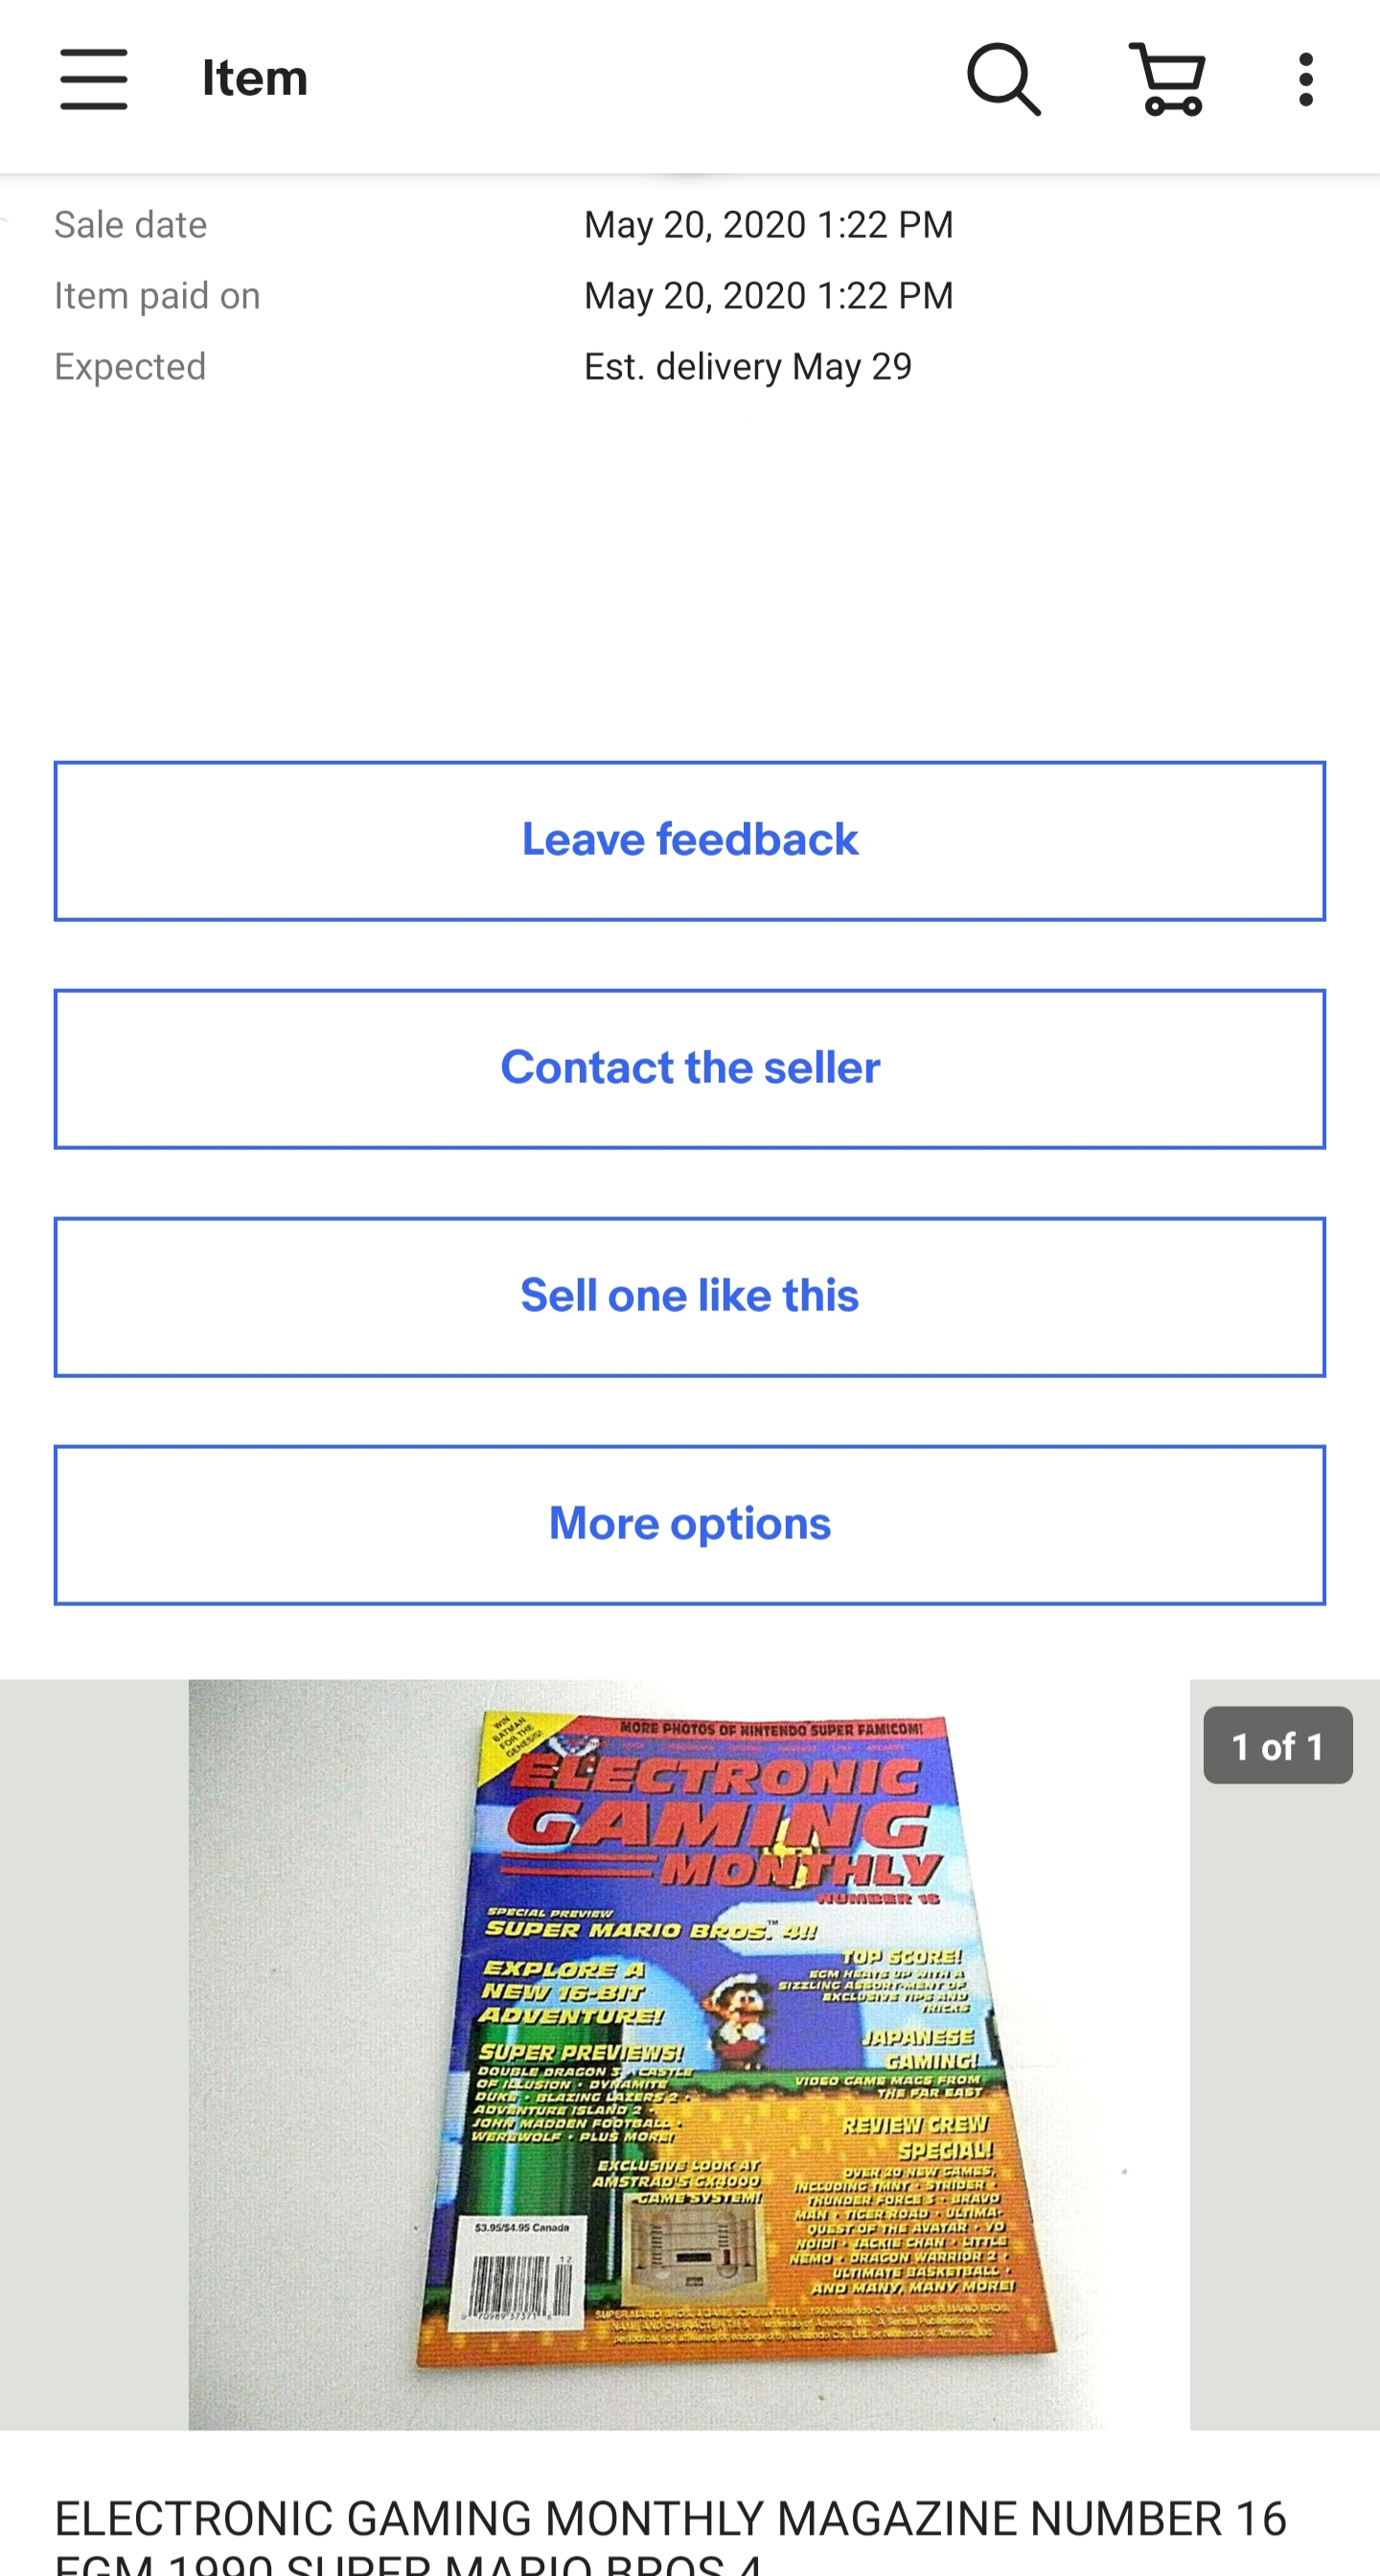 Item
Sale date May 20, 2020 1:22 PM
Item paid on May 20, 2020 1:22 PM
Expected Est. delivery May 29
Leave feedback
Contact the seller
Sell one like this
More options
1 of 1
WIN
BATMAN
FOR THE
GENESIS!
MORE PHOTOS OF NINTENDO SUPER FAMICOM!
ELECTRONIC
GAMING
MONTHLY
NUMBER 16
SPECIAL PREVIEW
SUPER MARIO BROS.™ 4!!
EXPLORE A
NEW 16-BIT
ADVENTURE!
SUPER PREVIEWS!
DOUBLE DRAGON 3 • CASTLE
OF ILLUSION • DYNAMITE
DUKE • BLAZING LAZERS 2 •
ADVENTURE ISLAND 2 •
JOHN MADDEN FOOTBALL •
WEREWOLF • PLUS MORE!
EXCLUSIVE LOOK AT
AMSTRAD'S GX4000
GAME SYSTEM!
TOP SCORE!
EGM HEATS UP WITH A
SIZZLING ASSORT-MENT OF
EXCLUSIVE TIPS AND
TRICKS
JAPANESE
GAMING!
VIDEO GAME MAGS FROM
THE FAR EAST
REVIEW CREW
SPECIAL!
OVER 20 NEW GAMES,
INCLUDING TMNT • STRIDER •
THUNDER FORCE 3 • BRAVO
MAN • TIGER ROAD • ULTIMA-
QUEST OF THE AVATAR • YO
NOID! • JACKIE CHAN • LITTLE
NEMO • DRAGON WARRIOR 2 •
ULTIMATE BASKETBALL •
AND MANY, MANY MORE!
$3.95/$4.95 Canada
12
ELECTRONIC GAMING MONTHLY MAGAZINE NUMBER 16
EGM 1990 SUPER MARIO BROS 4